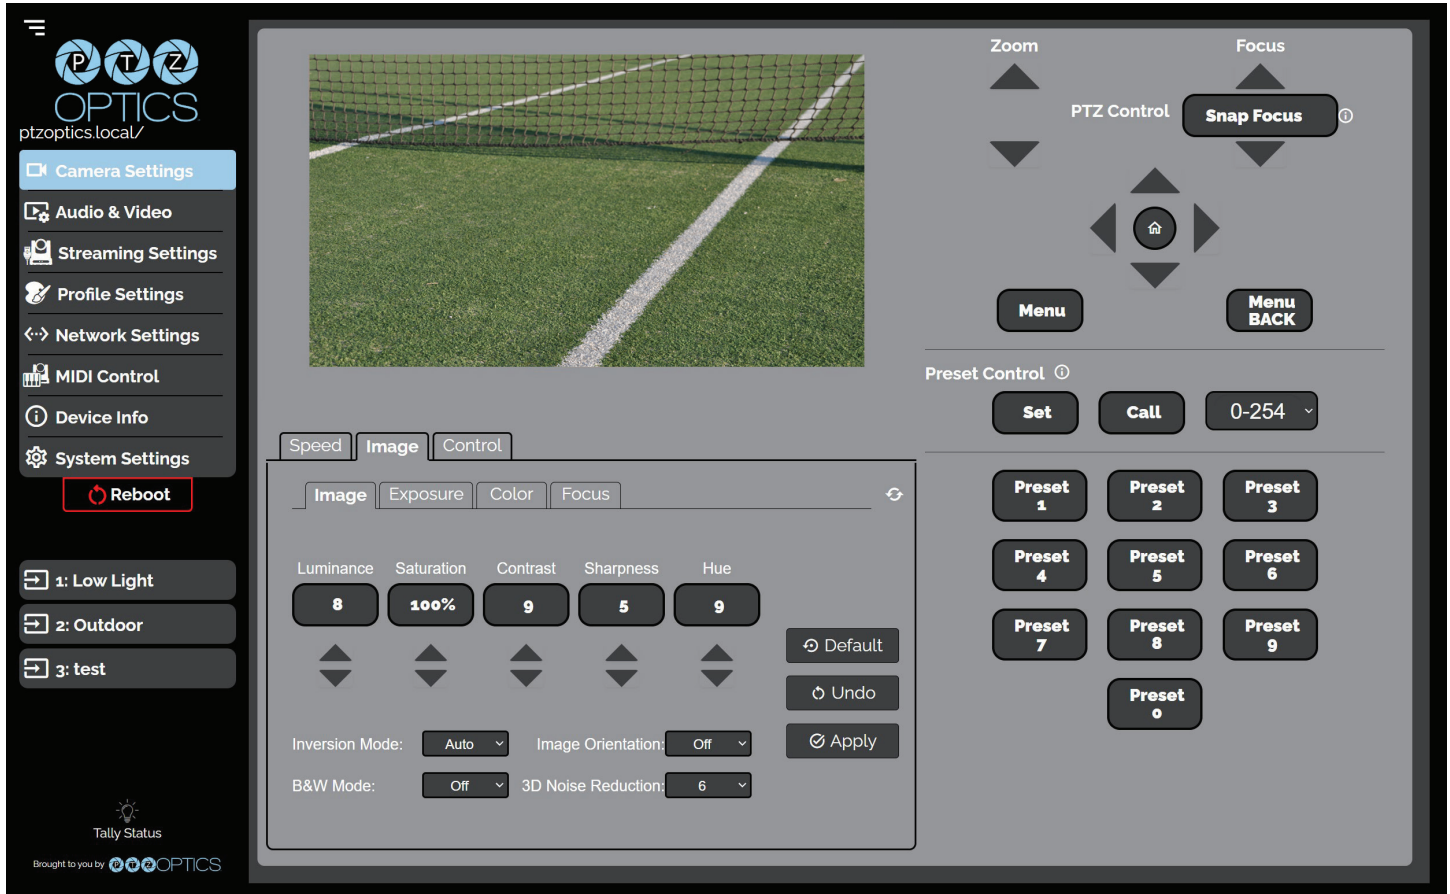 PTZ
OPTICS
ptzoptics.local/
Camera Settings
Audio & Video
Streaming Settings
Profile Settings
Network Settings
MIDI Control
Device Info
System Settings
Reboot
1: Low Light
2: Outdoor
3: test
Tally Status
Brought to you by PTZOPTICS
Speed Image Control
Image Exposure Color Focus
Luminance Saturation Contrast Sharpness Hue
8 100% 9 5 9
Default
Undo
Apply
Inversion Mode: Auto Image Orientation: Off
B&W Mode: Off 3D Noise Reduction: 6
Zoom Focus
PTZ Control Snap Focus
Menu
Menu
BACK
Preset Control
Set Call 0-254
Preset
1
Preset
2
Preset
3
Preset
4
Preset
5
Preset
6
Preset
7
Preset
8
Preset
9
Preset
0